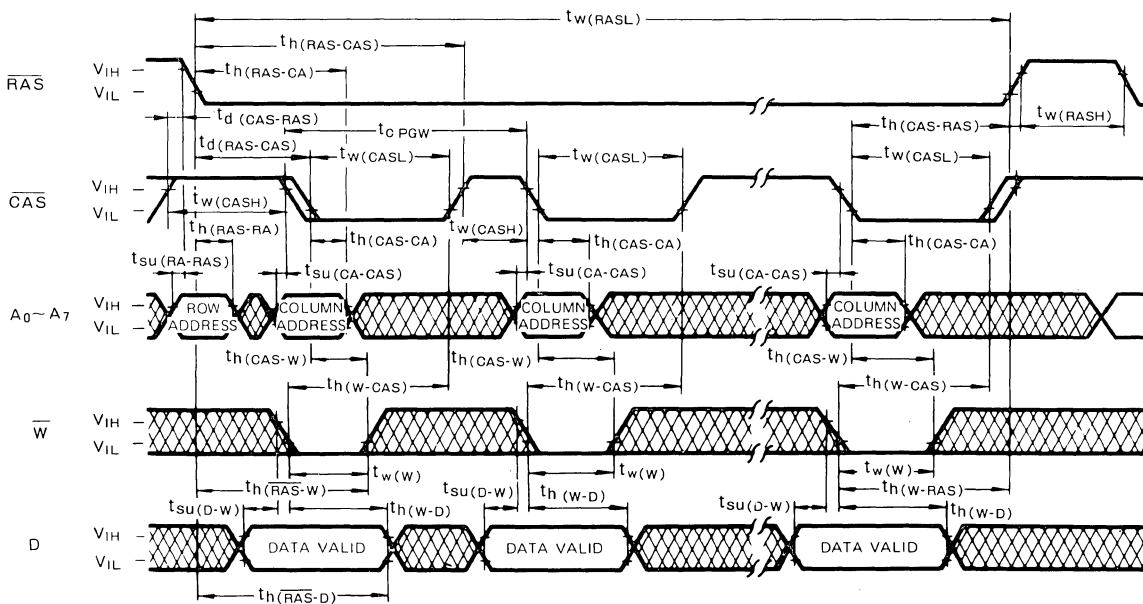 tw(RASL)
th(RAS-CAS)
th(RAS-CA)
RAS
VIH
VIL
td (CAS-RAS)
tC PGW
th(CAS-RAS)
tw(RASH)
td(RAS-CAS)
tw(CASL)
tw(CASL)
tw(CASL)
CAS
VIH
VIL
tw(CASH)
tw(CASH)
th(RAS-RA)
th(CAS-CA)
th(CAS-CA)
th(CAS-CA)
tsu(RA-RAS)
tsu(CA-CAS)
tsu(CA-CAS)
A0~A7
VIH
VIL
ROW ADDRESS
COLUMN ADDRESS
COLUMN ADDRESS
COLUMN ADDRESS
th(CAS-W)
th(CAS-W)
th(CAS-W)
th(W-CAS)
th(W-CAS)
th(W-CAS)
W
VIH
VIL
tw(W)
tw(W)
tw(W)
th(RAS-W)
tsu(D-W)
th(W-D)
tsu(D-W)
th(W-D)
th(W-RAS)
tsu(D-W)
th(W-D)
D
VIH
VIL
DATA VALID
DATA VALID
DATA VALID
th(RAS-D)